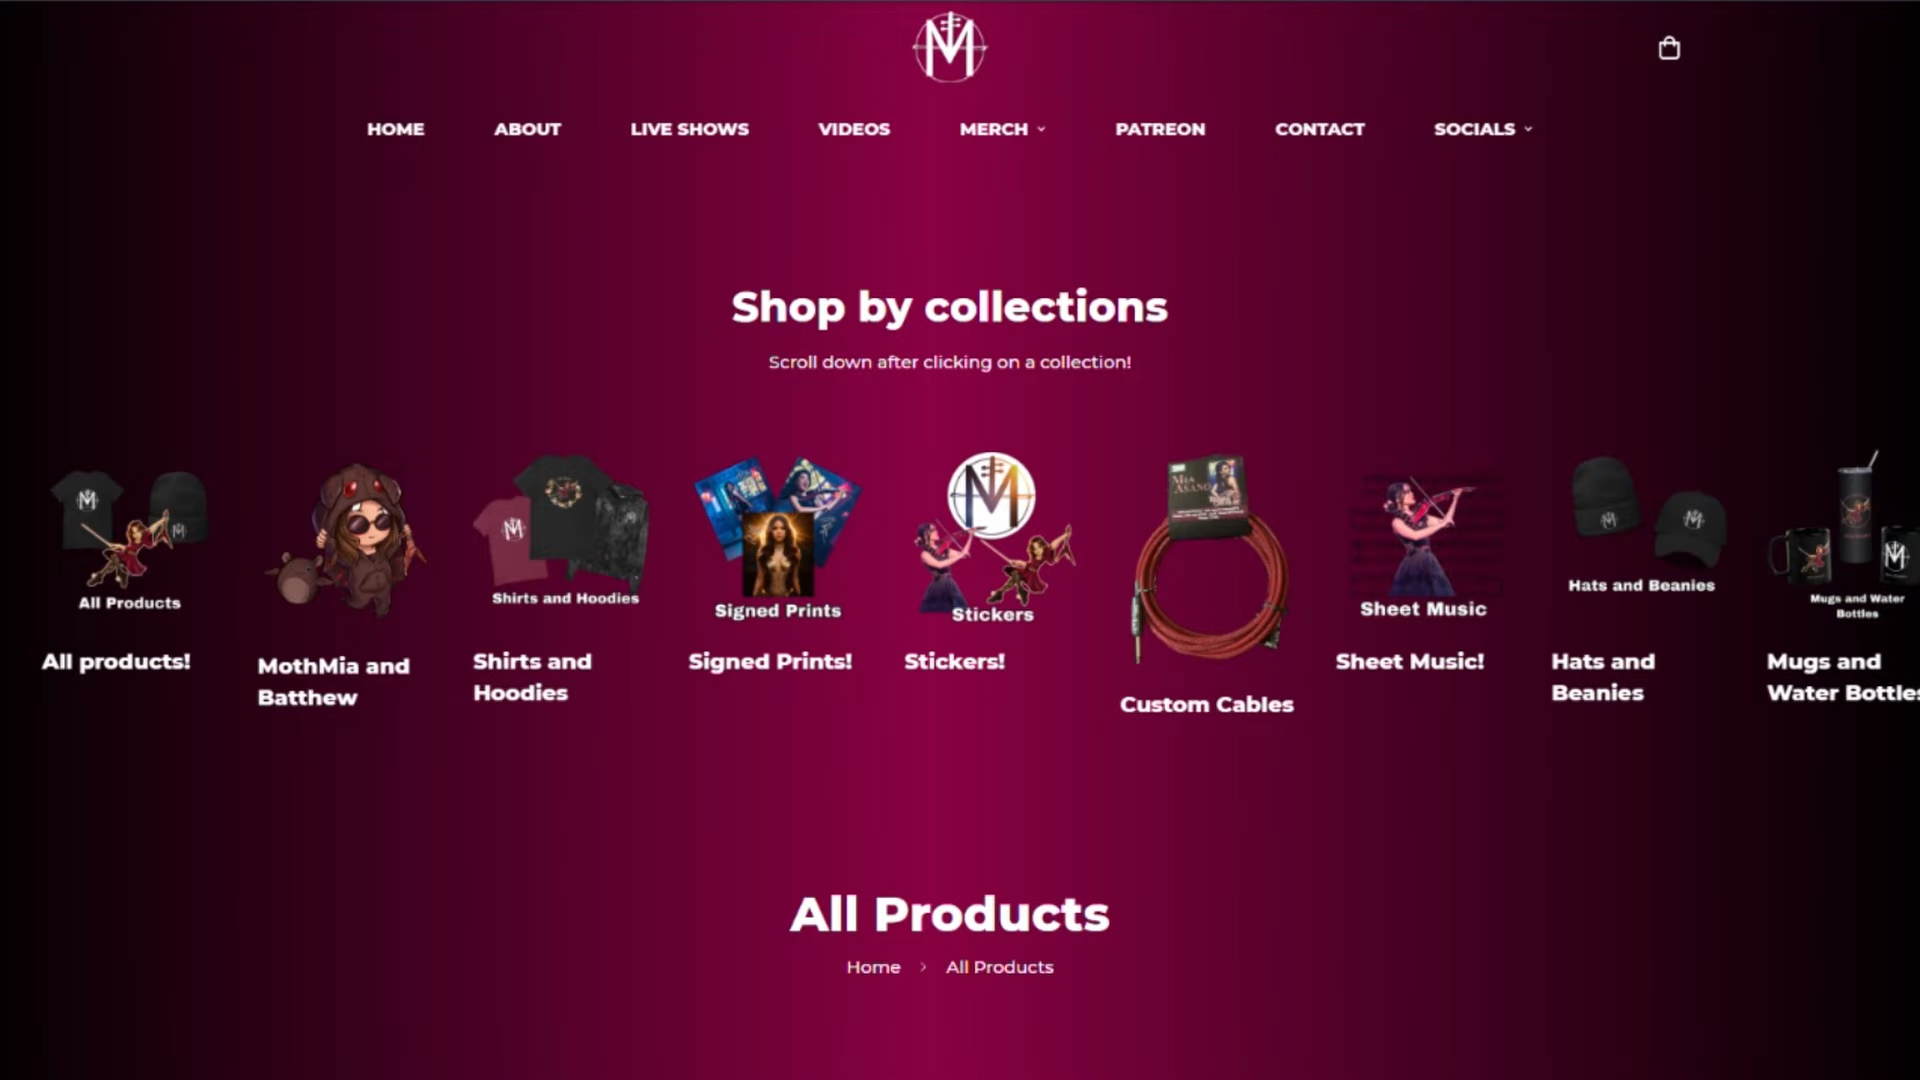 HOME ABOUT LIVE SHOWS VIDEOS MERCH PATREON CONTACT SOCIALS
Shop by collections
Scroll down after clicking on a collection!
All Products
All products!
MothMia and
Batthew
Shirts and Hoodies
Shirts and
Hoodies
Signed Prints
Signed Prints!
Stickers
Stickers!
MIA
ASANO
Custom Cables
Sheet Music
Sheet Music!
Hats and Beanies
Hats and
Beanies
Mugs and Water
Bottles
Mugs and
Water Bottles
All Products
Home > All Products